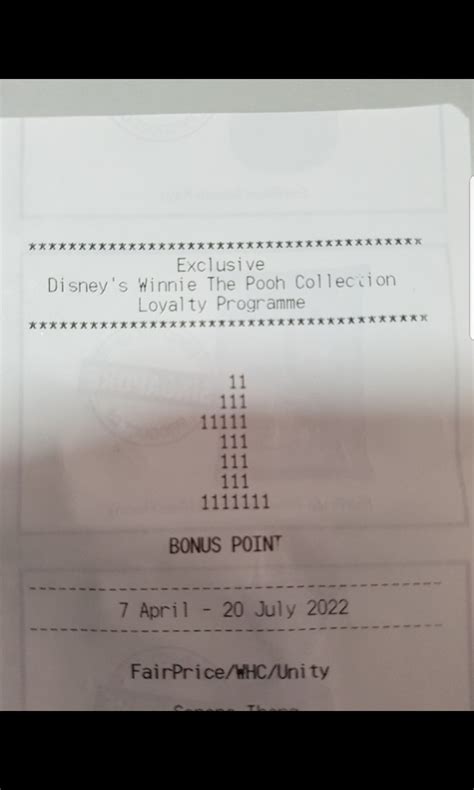 ****************************************
Exclusive
Disney's Winnie The Pooh Collection
Loyalty Programme
****************************************
11
111
11111
111
111
111
1111111
BONUS POINT
------------------------------------------
7 April - 20 July 2022
------------------------------------------
FairPrice/WHC/Unity